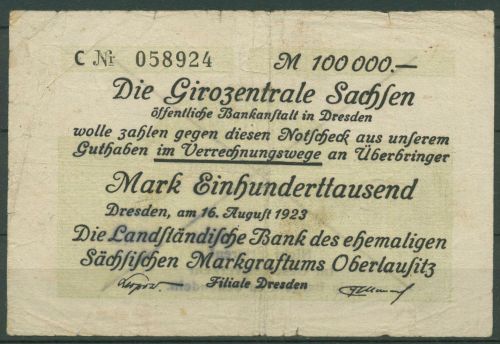 C Nr 058924 M 100 000.—
Die Girozentrale Sachsen
öffentliche Bankanstalt in Dresden
wolle zahlen gegen diesen Notscheck aus unserem
Guthaben im Verrechnungswege an Überbringer
Mark Einhunderttausend
Dresden, am 16. August 1923
Die Landständische Bank des ehemaligen
Sächsischen Markgraftums Oberlausitz
Filiale Dresden